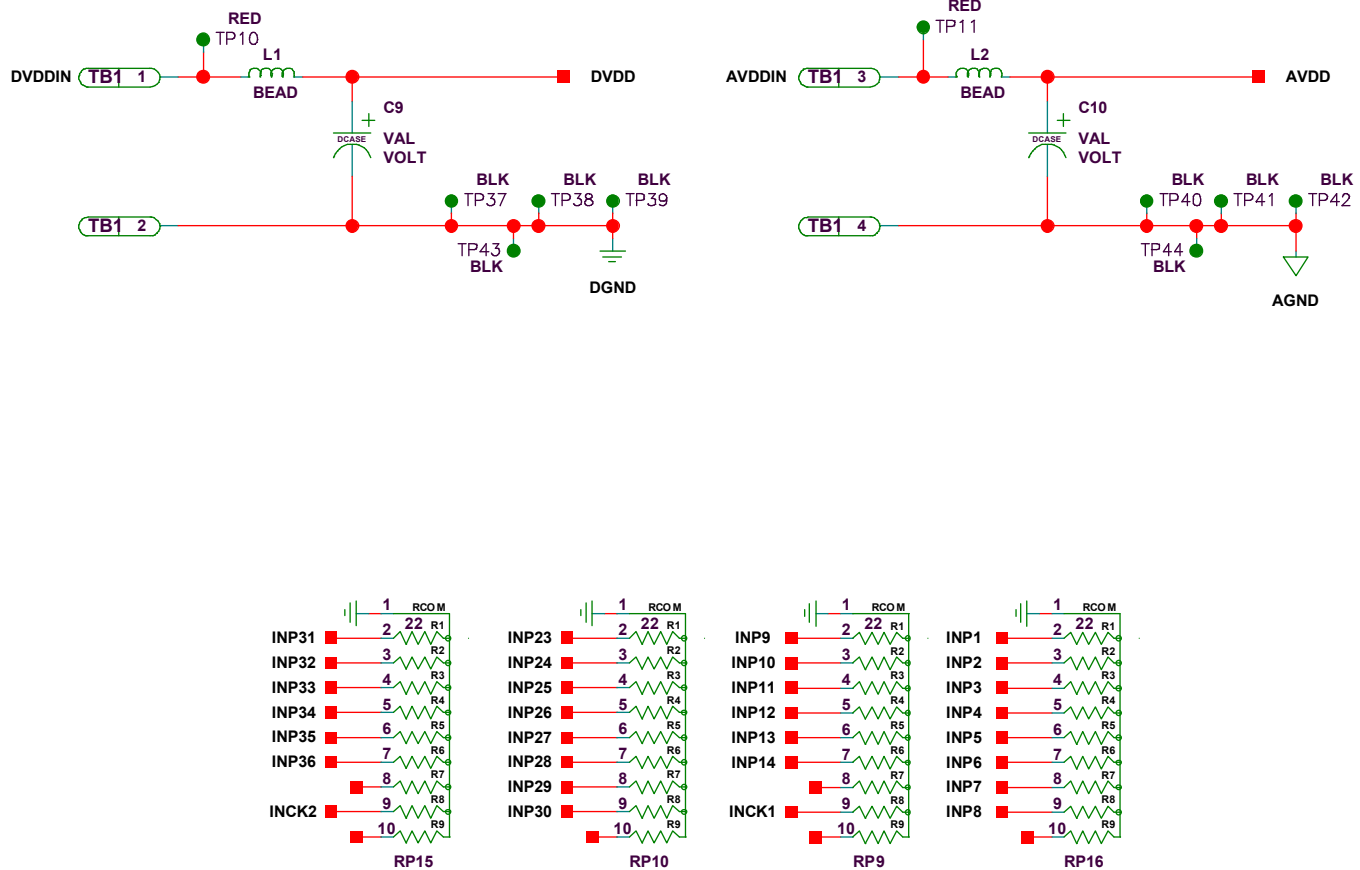 RED
TP10
L1
DVDDIN TB1 1 DVDD
BEAD
C9
+
DCASE VAL
VOLT
BLK BLK BLK
TP37 TP38 TP39
TB1 2
TP43
BLK
DGND
RED
TP11
L2
AVDDIN TB1 3 AVDD
BEAD
C10
+
DCASE VAL
VOLT
BLK BLK BLK
TP40 TP41 TP42
TB1 4
TP44
BLK
AGND
1 RCOM
22
INP31 2 R1
INP32 3 R2
INP33 4 R3
INP34 5 R4
INP35 6 R5
INP36 7 R6
8 R7
INCK2 9 R8
10 R9
RP15
1 RCOM
22
INP23 2 R1
INP24 3 R2
INP25 4 R3
INP26 5 R4
INP27 6 R5
INP28 7 R6
INP29 8 R7
INP30 9 R8
10 R9
RP10
1 RCOM
22
INP9 2 R1
INP10 3 R2
INP11 4 R3
INP12 5 R4
INP13 6 R5
INP14 7 R6
8 R7
INCK1 9 R8
10 R9
RP9
1 RCOM
22
INP1 2 R1
INP2 3 R2
INP3 4 R3
INP4 5 R4
INP5 6 R5
INP6 7 R6
INP7 8 R7
INP8 9 R8
10 R9
RP16